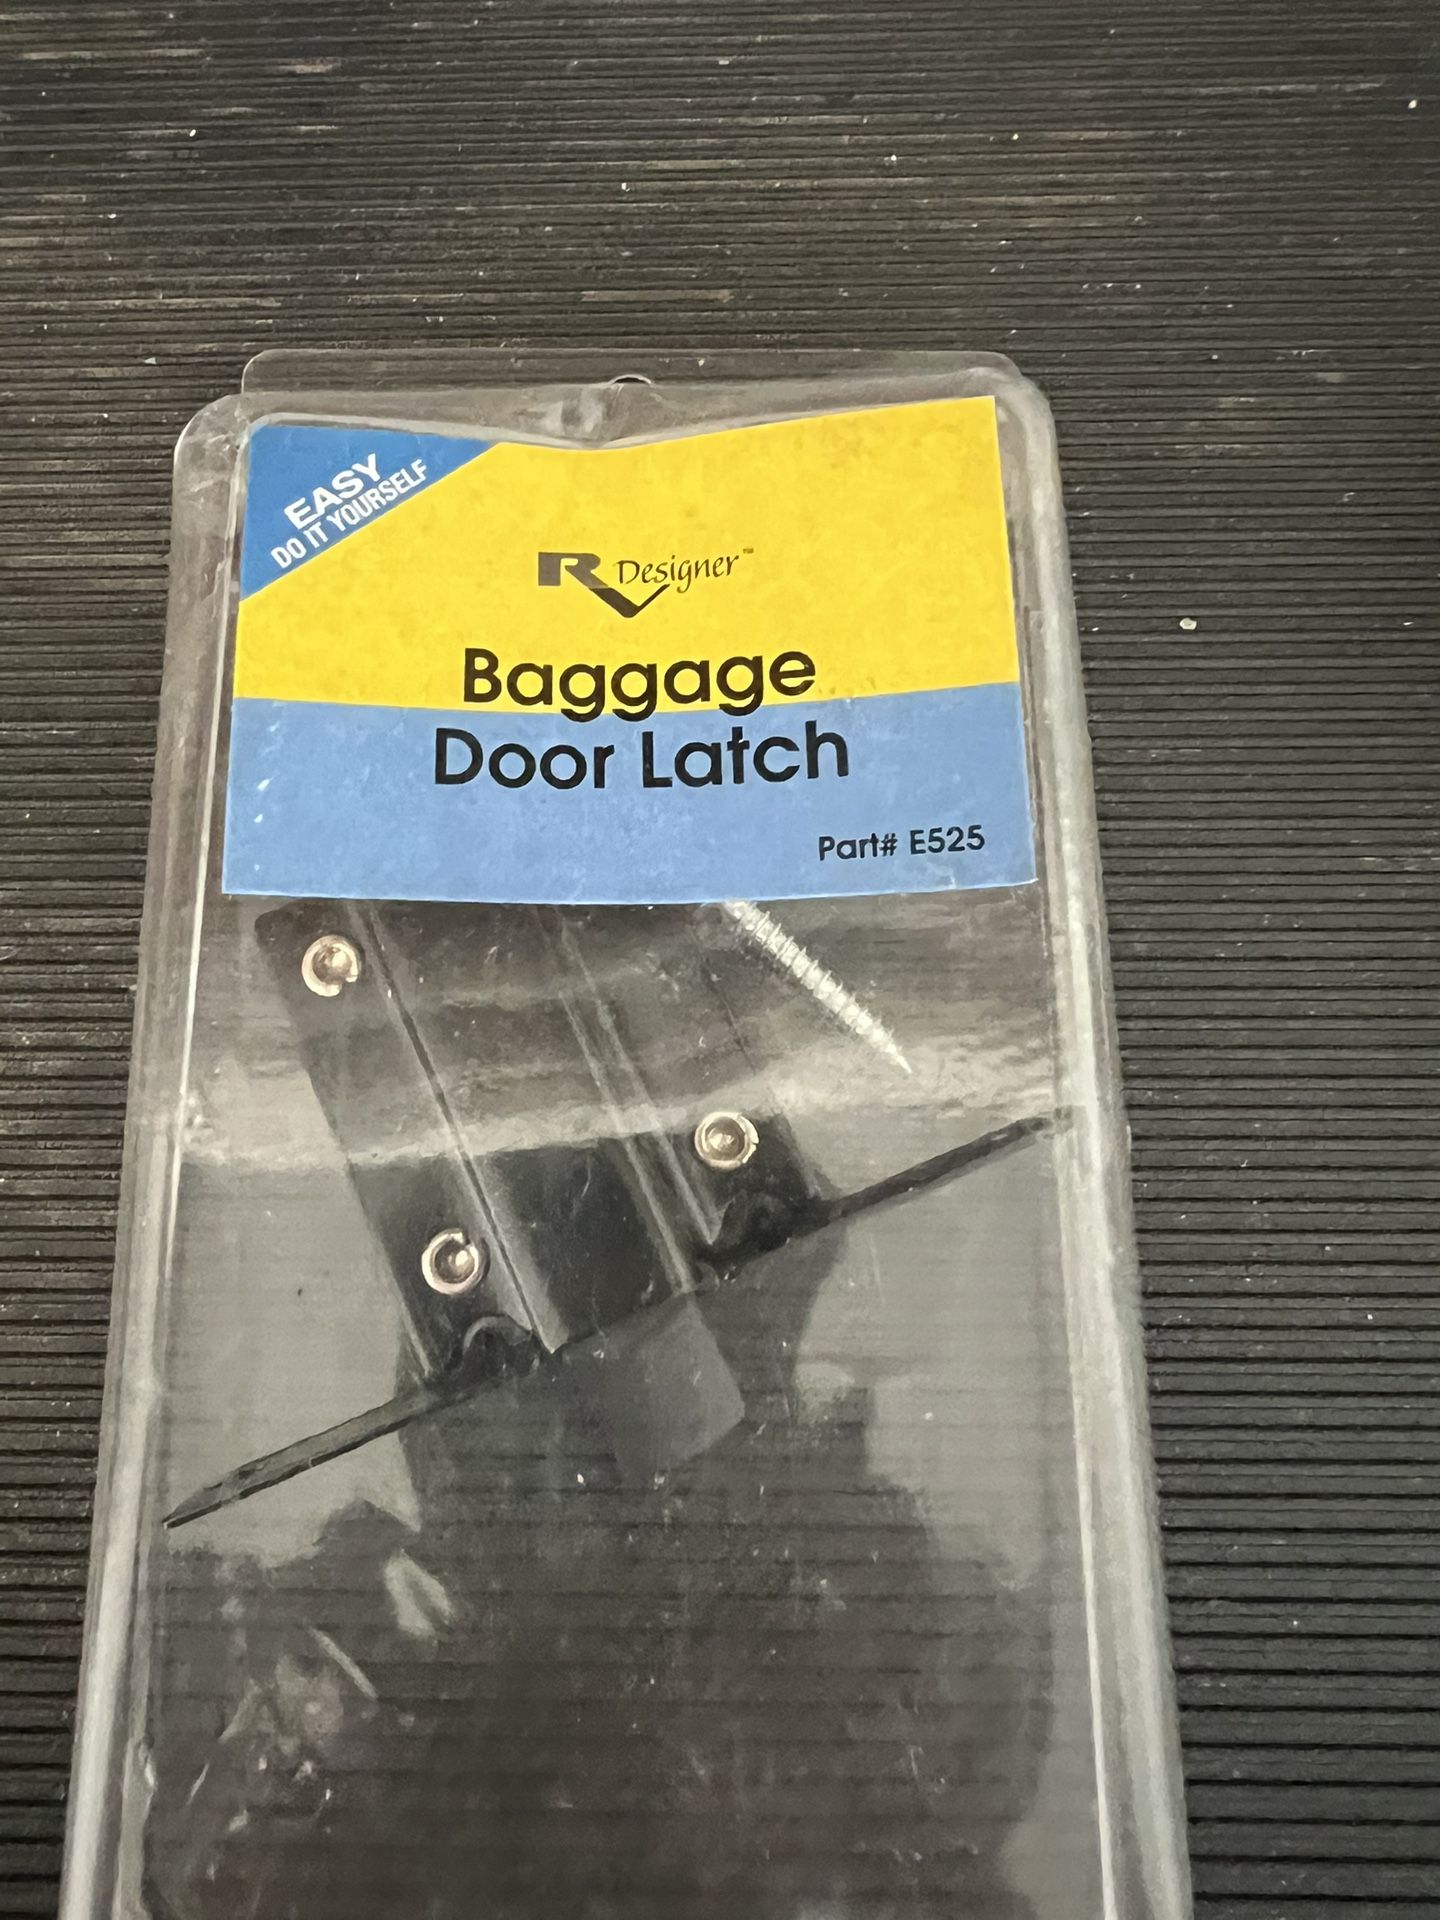 EASY
DO IT YOURSELF
RV Designer™
Baggage
Door Latch
Part# E525